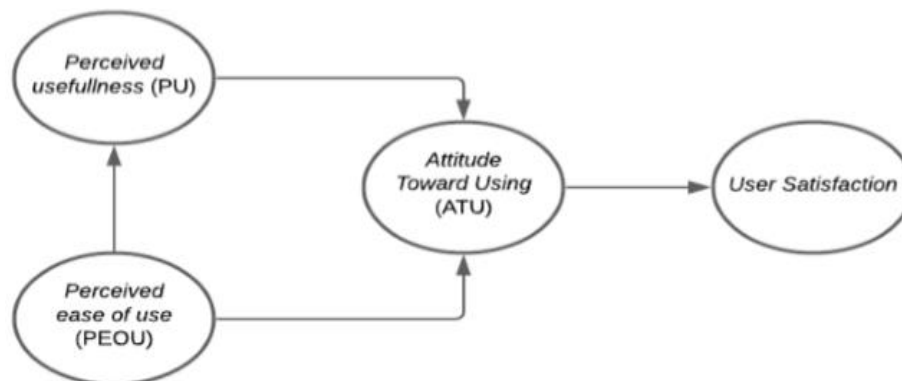 Perceived
usefullness (PU)
Attitude
Toward Using
(ATU)
User Satisfaction
Perceived
ease of use
(PEOU)